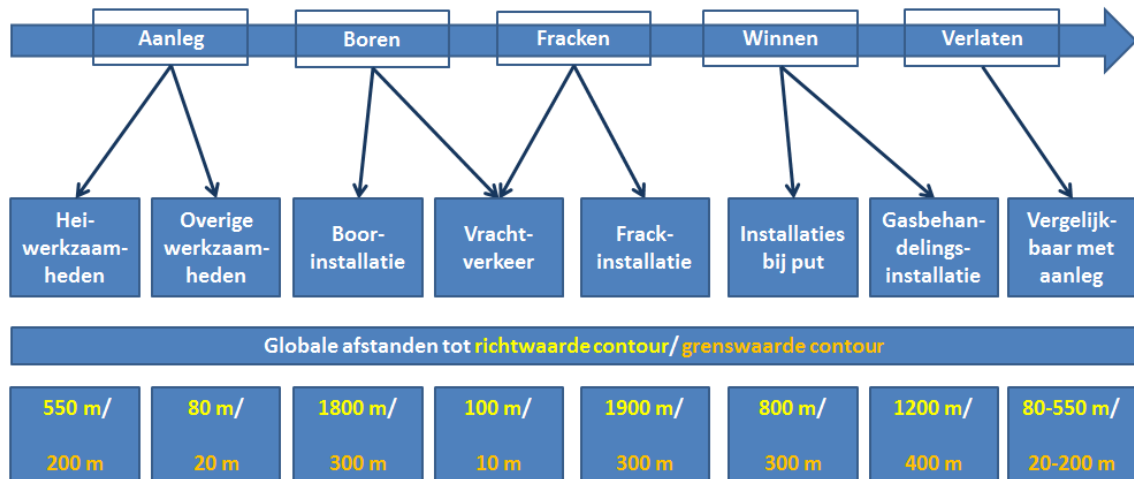 Aanleg
Boren
Fracken
Winnen
Verlaten
Hei-
werkzaam-
heden
Overige
werkzaam-
heden
Boor-
installatie
Vracht-
verkeer
Frack-
installatie
Installaties
bij put
Gasbehan-
delings-
installatie
Vergelijk-
baar met
aanleg
Globale afstanden tot richtwaarde contour/ grenswaarde contour
550 m/
200 m
80 m/
20 m
1800 m/
300 m
100 m/
10 m
1900 m/
300 m
800 m/
300 m
1200 m/
400 m
80-550 m/
20-200 m